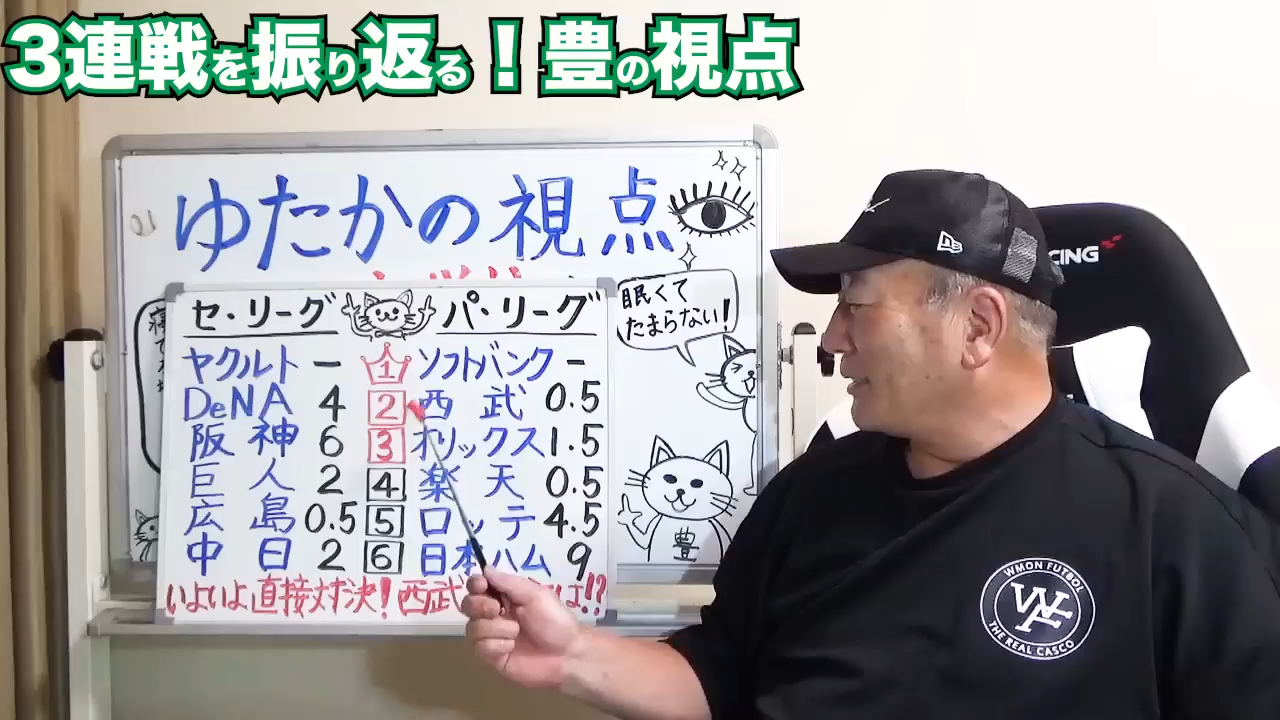 3連戦を振り返る！豊の視点
ゆたかの視点
眠くて
たまらない!
セ・リーグ パ・リーグ
ヤクルト ー 1 ソフトバンク ー
DeNA 4 2 西武 0.5
阪神 6 3 オリックス 1.5
巨人 2 4 楽天 0.5
広島 0.5 5 ロッテ 4.5
中日 2 6 日本ハム 9
いよいよ直接対決! 西武 は!?
豊
RACING
WMON FUTBOL
WF
THE REAL CASCO